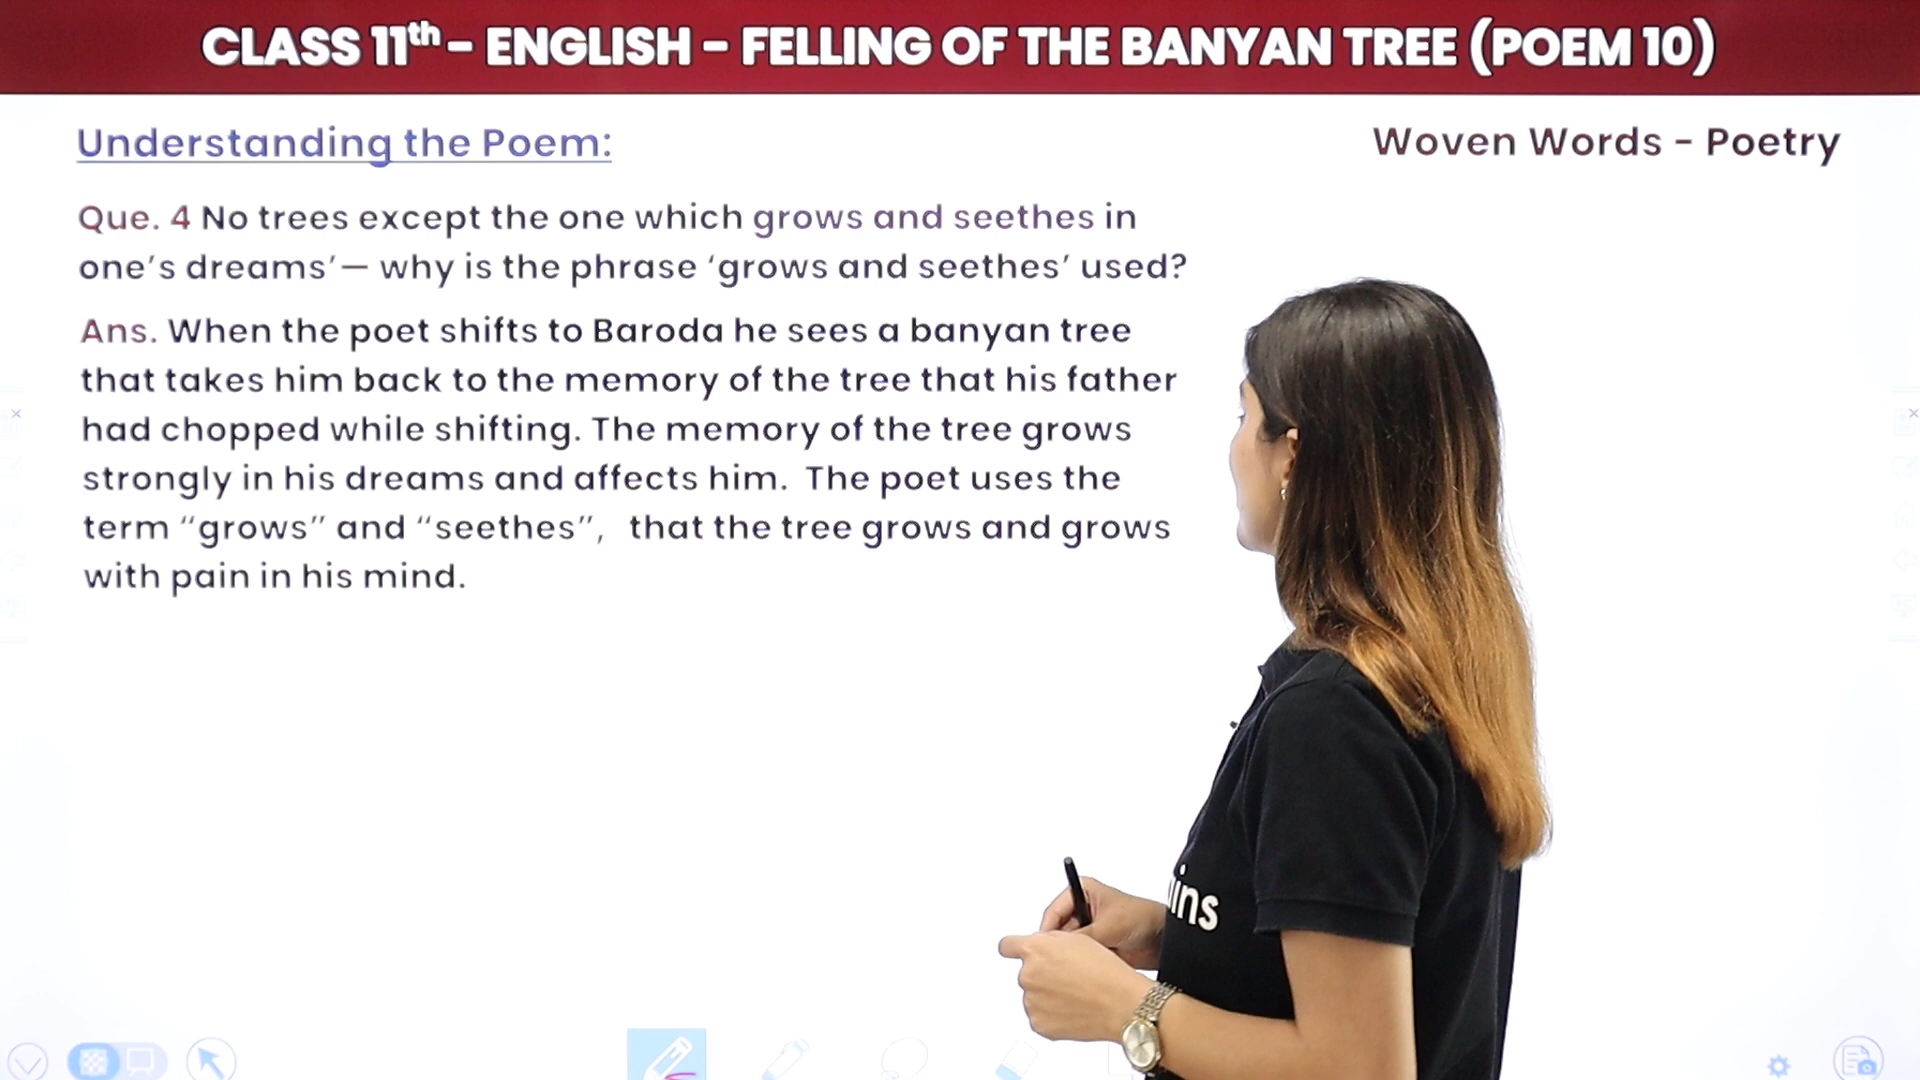 CLASS 11th – ENGLISH – FELLING OF THE BANYAN TREE (POEM 10)
Understanding the Poem:
Woven Words – Poetry
Que. 4 No trees except the one which grows and seethes in
one’s dreams’— why is the phrase ‘grows and seethes’ used?
Ans. When the poet shifts to Baroda he sees a banyan tree
that takes him back to the memory of the tree that his father
had chopped while shifting. The memory of the tree grows
strongly in his dreams and affects him. The poet uses the
term “grows” and “seethes”, that the tree grows and grows
with pain in his mind.